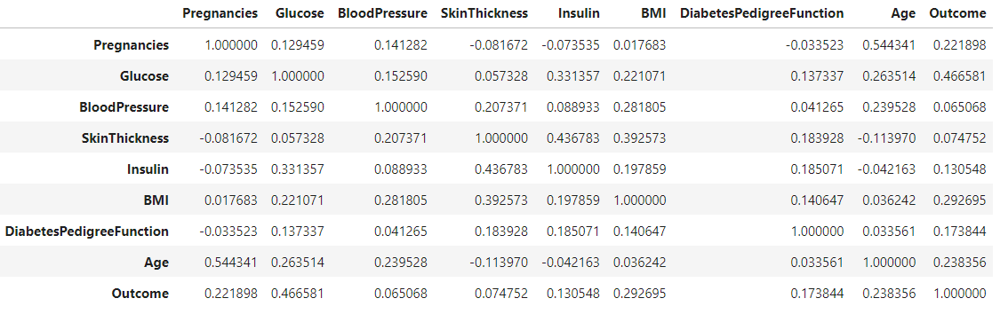 Pregnancies Glucose BloodPressure SkinThickness Insulin BMI DiabetesPedigreeFunction Age Outcome
Pregnancies 1.000000 0.129459 0.141282 -0.081672 -0.073535 0.017683 -0.033523 0.544341 0.221898
Glucose 0.129459 1.000000 0.152590 0.057328 0.331357 0.221071 0.137337 0.263514 0.466581
BloodPressure 0.141282 0.152590 1.000000 0.207371 0.088933 0.281805 0.041265 0.239528 0.065068
SkinThickness -0.081672 0.057328 0.207371 1.000000 0.436783 0.392573 0.183928 -0.113970 0.074752
Insulin -0.073535 0.331357 0.088933 0.436783 1.000000 0.197859 0.185071 -0.042163 0.130548
BMI 0.017683 0.221071 0.281805 0.392573 0.197859 1.000000 0.140647 0.036242 0.292695
DiabetesPedigreeFunction -0.033523 0.137337 0.041265 0.183928 0.185071 0.140647 1.000000 0.033561 0.173844
Age 0.544341 0.263514 0.239528 -0.113970 -0.042163 0.036242 0.033561 1.000000 0.238356
Outcome 0.221898 0.466581 0.065068 0.074752 0.130548 0.292695 0.173844 0.238356 1.000000